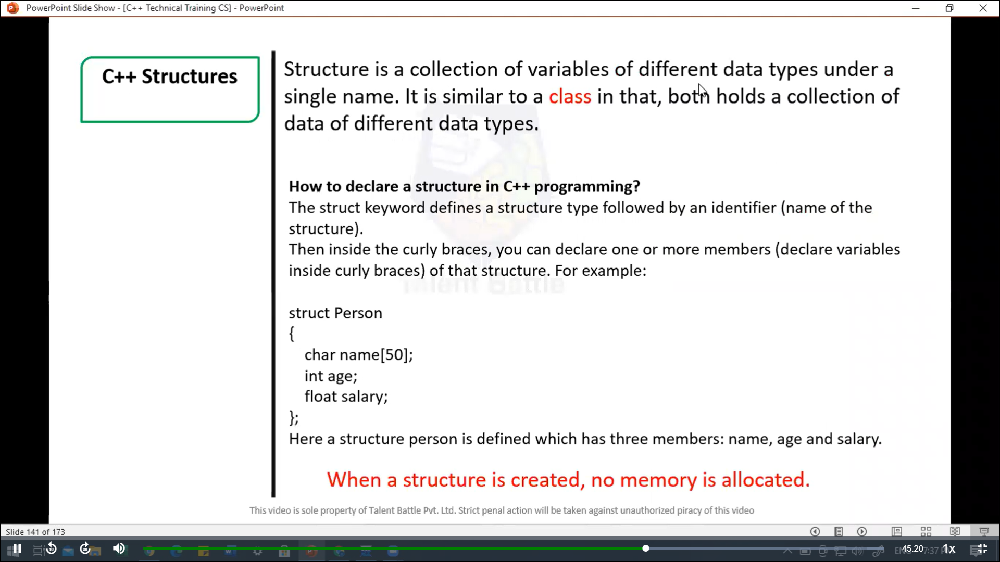 PowerPoint Slide Show - [C++ Technical Training CS] - PowerPoint
C++ Structures
Structure is a collection of variables of different data types under a
single name. It is similar to a class in that, both holds a collection of
data of different data types.
How to declare a structure in C++ programming?
The struct keyword defines a structure type followed by an identifier (name of the
structure).
Then inside the curly braces, you can declare one or more members (declare variables
inside curly braces) of that structure. For example:
Talent Battle
struct Person
{
char name[50];
int age;
float salary;
};
Here a structure person is defined which has three members: name, age and salary.
When a structure is created, no memory is allocated.
This video is sole property of Talent Battle Pvt. Ltd. Strict penal action will be taken against unauthorized piracy of this video
Slide 141 of 173
10
30
-45:20
7:37 PM
1x